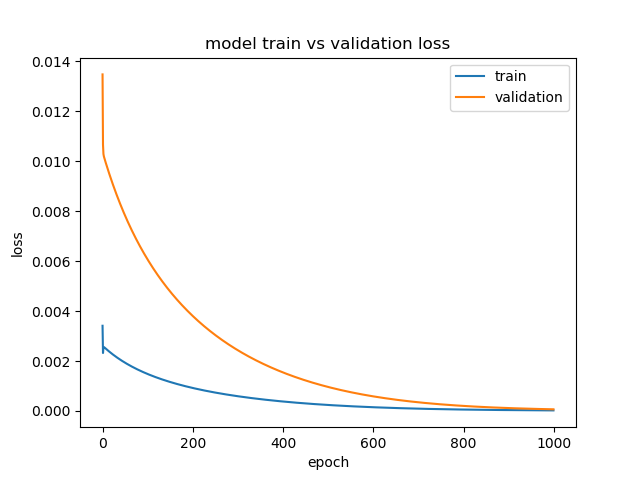 model train vs validation loss
train
validation
loss
0.014
0.012
0.010
0.008
0.006
0.004
0.002
0.000
0 200 400 600 800 1000
epoch